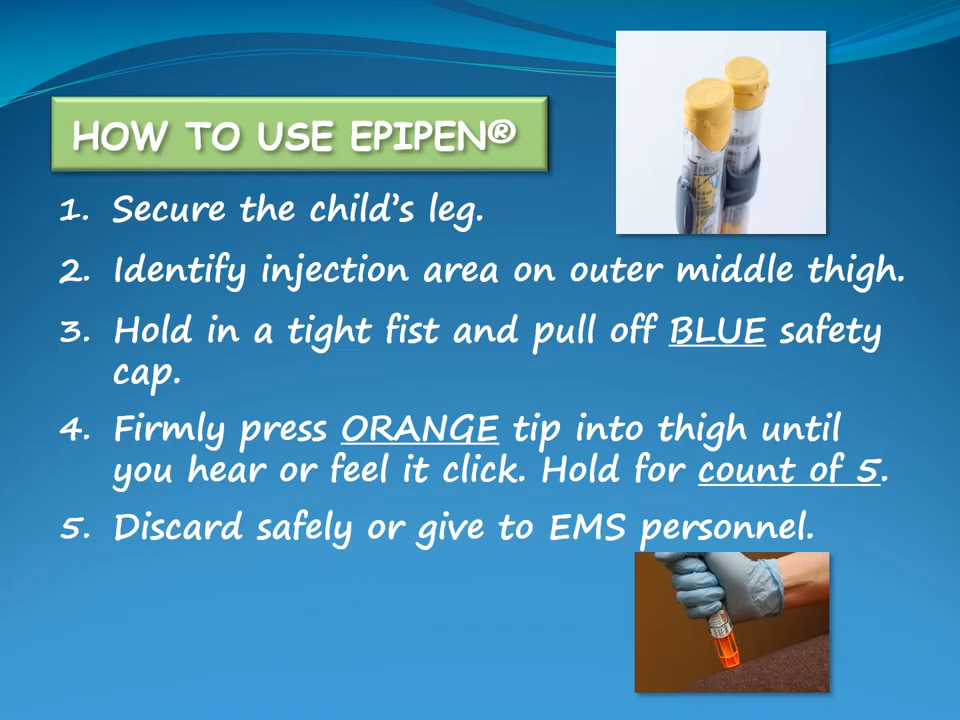 HOW TO USE EPIPEN®
1. Secure the child's leg.
2. Identify injection area on outer middle thigh.
3. Hold in a tight fist and pull off BLUE safety
cap.
4. Firmly press ORANGE tip into thigh until
you hear or feel it click. Hold for count of 5.
5. Discard safely or give to EMS personnel.